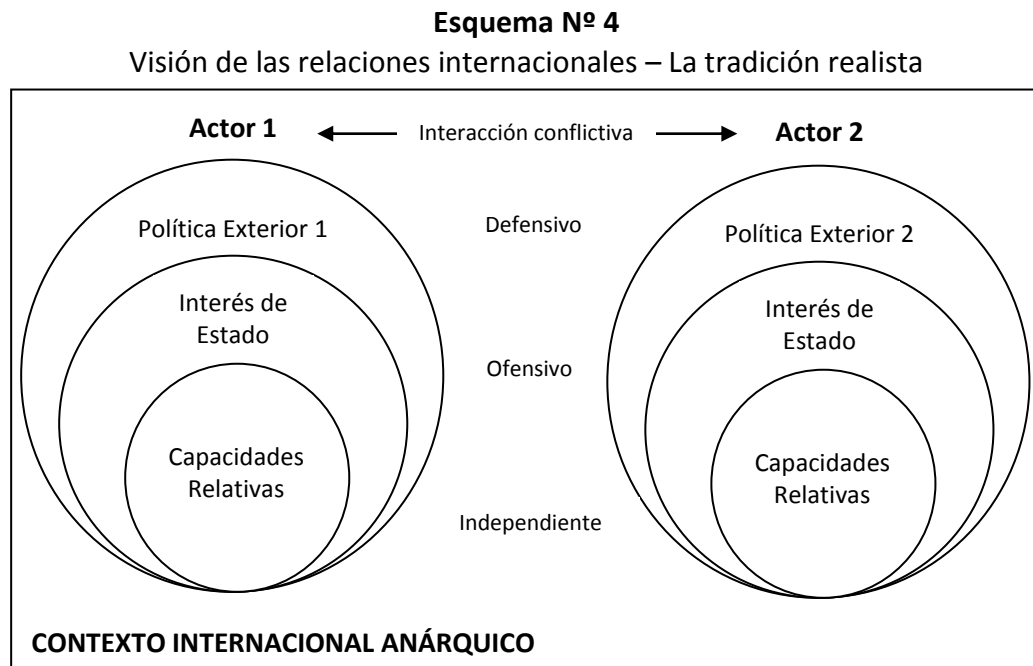 Esquema Nº 4
Visión de las relaciones internacionales – La tradición realista
Actor 1
Interacción conflictiva
Actor 2
Política Exterior 1
Defensivo
Política Exterior 2
Interés de
Estado
Interés de
Estado
Ofensivo
Capacidades
Relativas
Capacidades
Relativas
Independiente
CONTEXTO INTERNACIONAL ANÁRQUICO